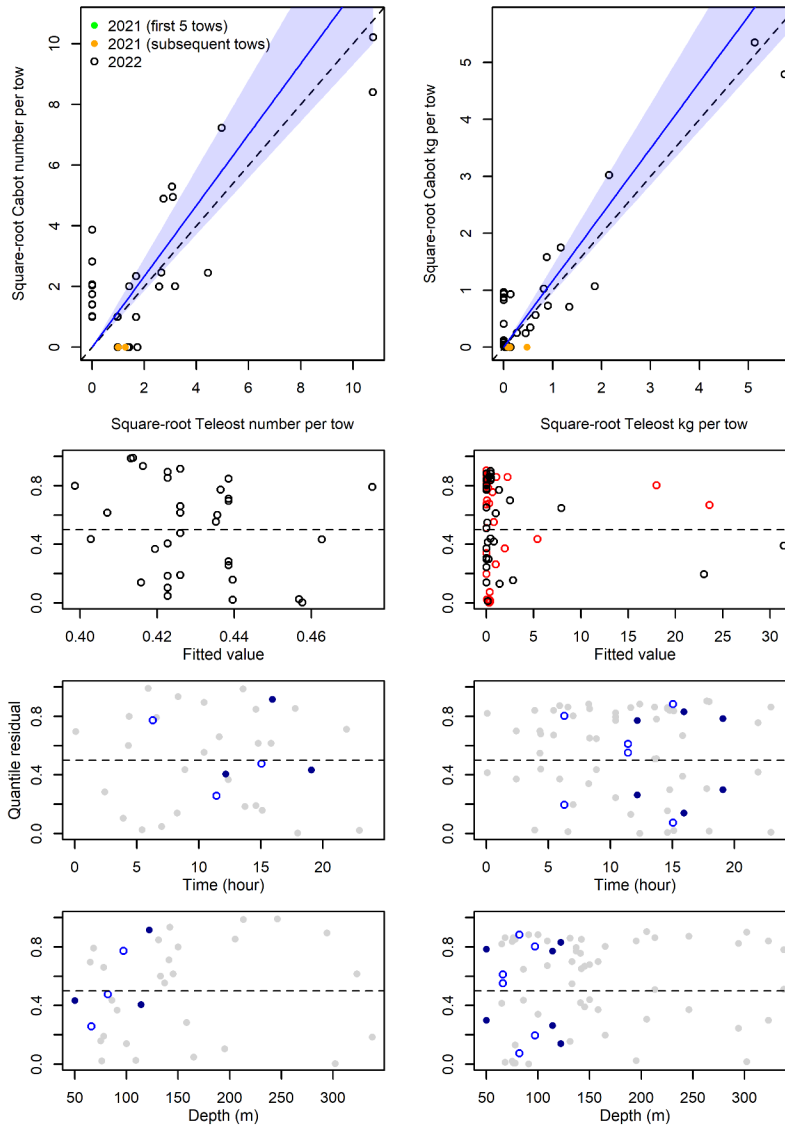 2021 (first 5 tows)
2021 (subsequent tows)
2022
Square-root Cabot number per tow
0 2 4 6 8 10
0 2 4 6 8 10
Square-root Teleost number per tow
Square-root Cabot kg per tow
0 1 2 3 4 5
0 1 2 3 4 5
Square-root Teleost kg per tow
0.0 0.4 0.8
0.40 0.42 0.44 0.46
Fitted value
0.0 0.4 0.8
0 5 10 15 20 25 30
Fitted value
Quantile residual
0.0 0.4 0.8
0 5 10 15 20
Time (hour)
0.0 0.4 0.8
0 5 10 15 20
Time (hour)
0.0 0.4 0.8
50 100 150 200 250 300
Depth (m)
0.0 0.4 0.8
50 100 150 200 250 300
Depth (m)